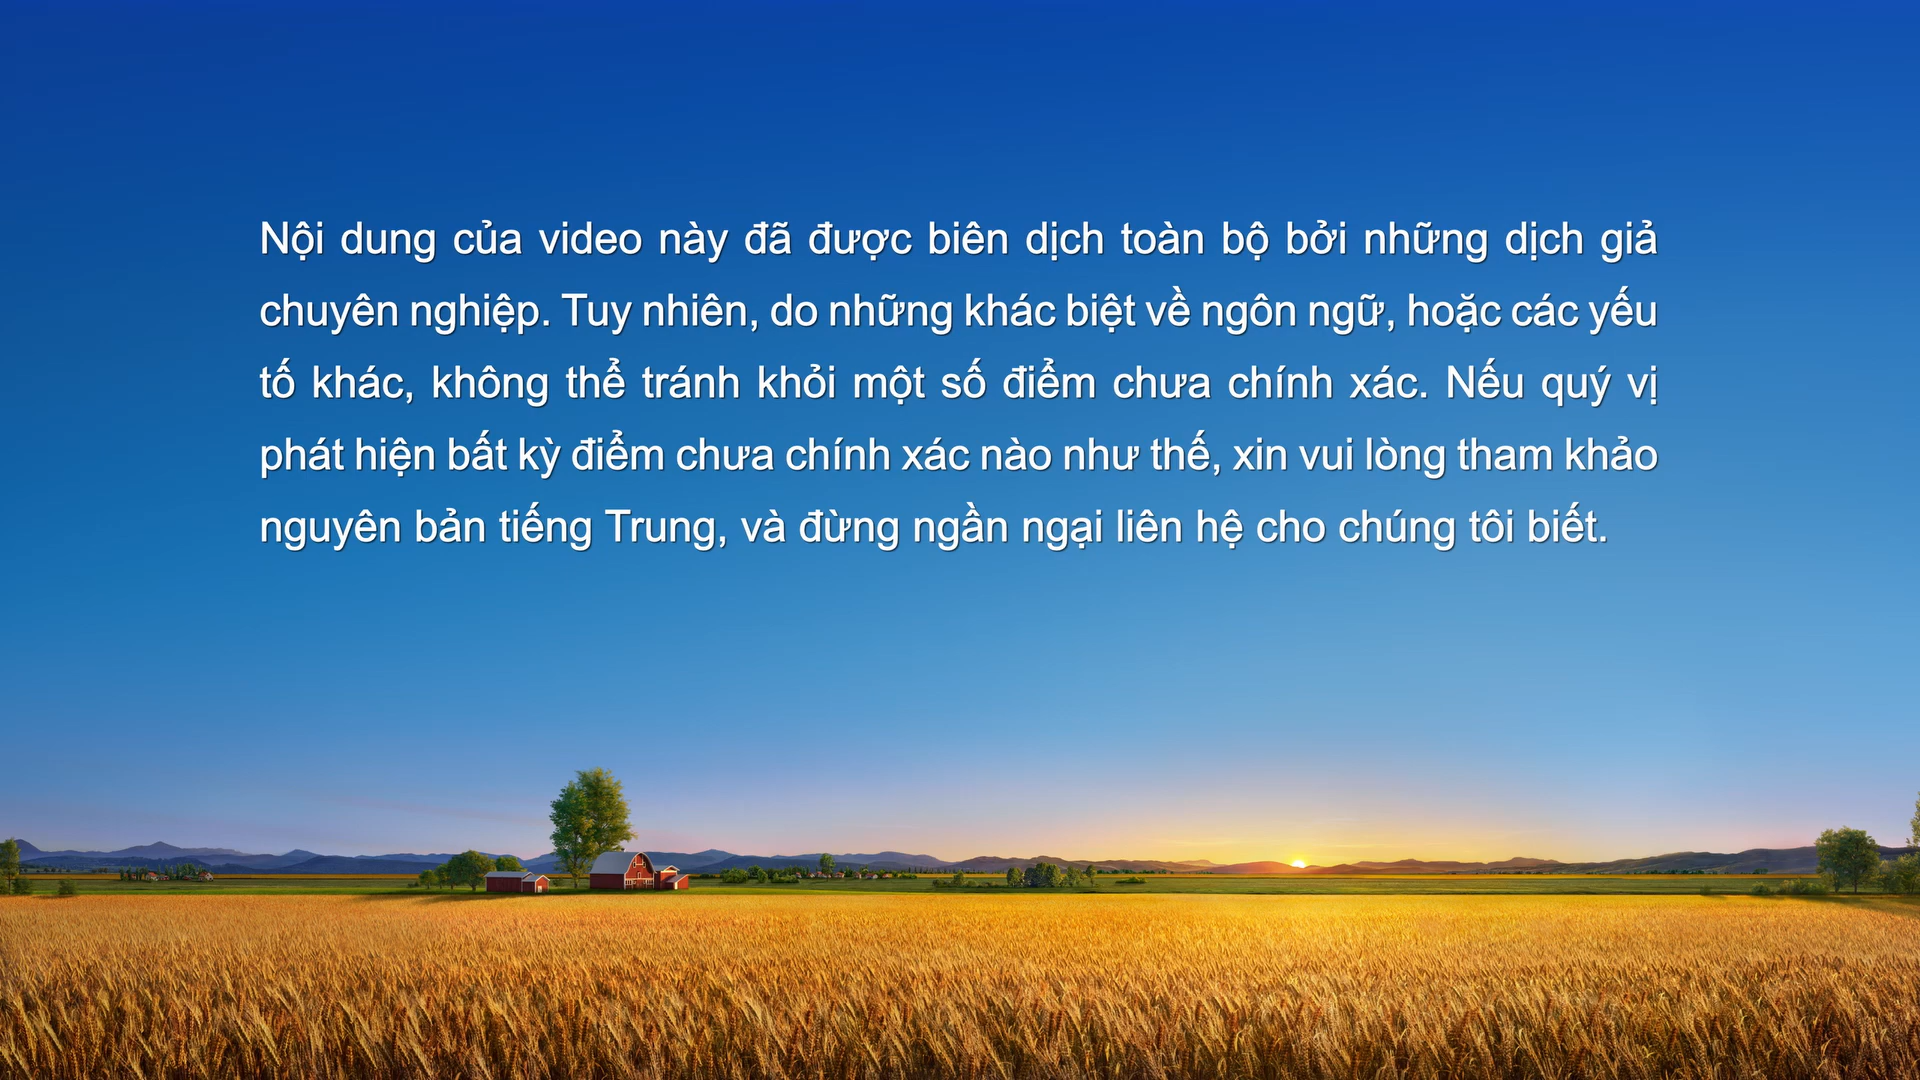 Nội dung của video này đã được biên dịch toàn bộ bởi những dịch giả
chuyên nghiệp. Tuy nhiên, do những khác biệt về ngôn ngữ, hoặc các yếu
tố khác, không thể tránh khỏi một số điểm chưa chính xác. Nếu quý vị
phát hiện bất kỳ điểm chưa chính xác nào như thế, xin vui lòng tham khảo
nguyên bản tiếng Trung, và đừng ngần ngại liên hệ cho chúng tôi biết.